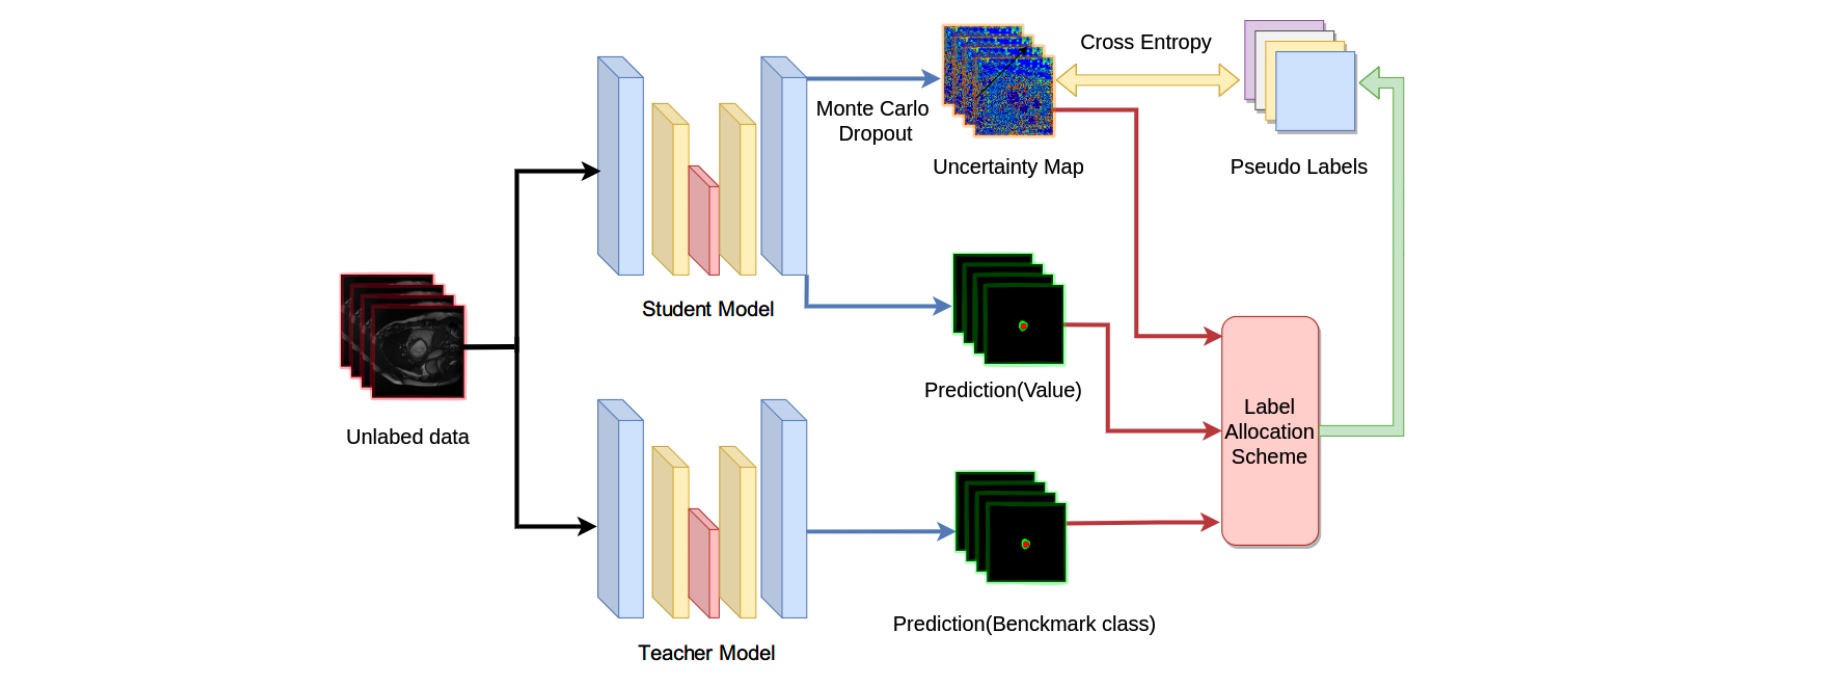 Cross Entropy
Monte Carlo
Dropout
Uncertainty Map
Pseudo Labels
Student Model
Prediction(Value)
Unlabed data
Label
Allocation
Scheme
Prediction(Benckmark class)
Teacher Model